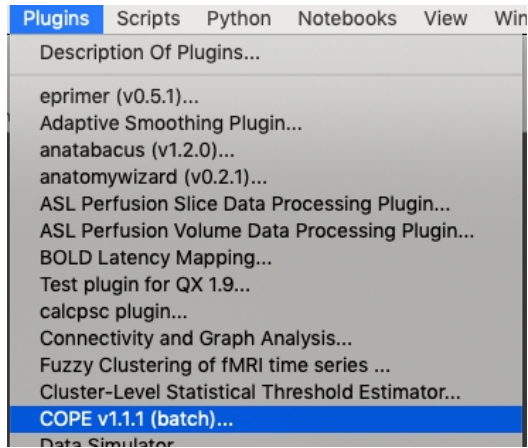 Plugins Scripts Python Notebooks View Win
Description Of Plugins...
eprimer (v0.5.1)...
Adaptive Smoothing Plugin...
anatabacus (v1.2.0)...
anatomywizard (v0.2.1)...
ASL Perfusion Slice Data Processing Plugin...
ASL Perfusion Volume Data Processing Plugin...
BOLD Latency Mapping...
Test plugin for QX 1.9...
calcpsc plugin...
Connectivity and Graph Analysis...
Fuzzy Clustering of fMRI time series ...
Cluster-Level Statistical Threshold Estimator...
COPE v1.1.1 (batch)...
Data Simulator